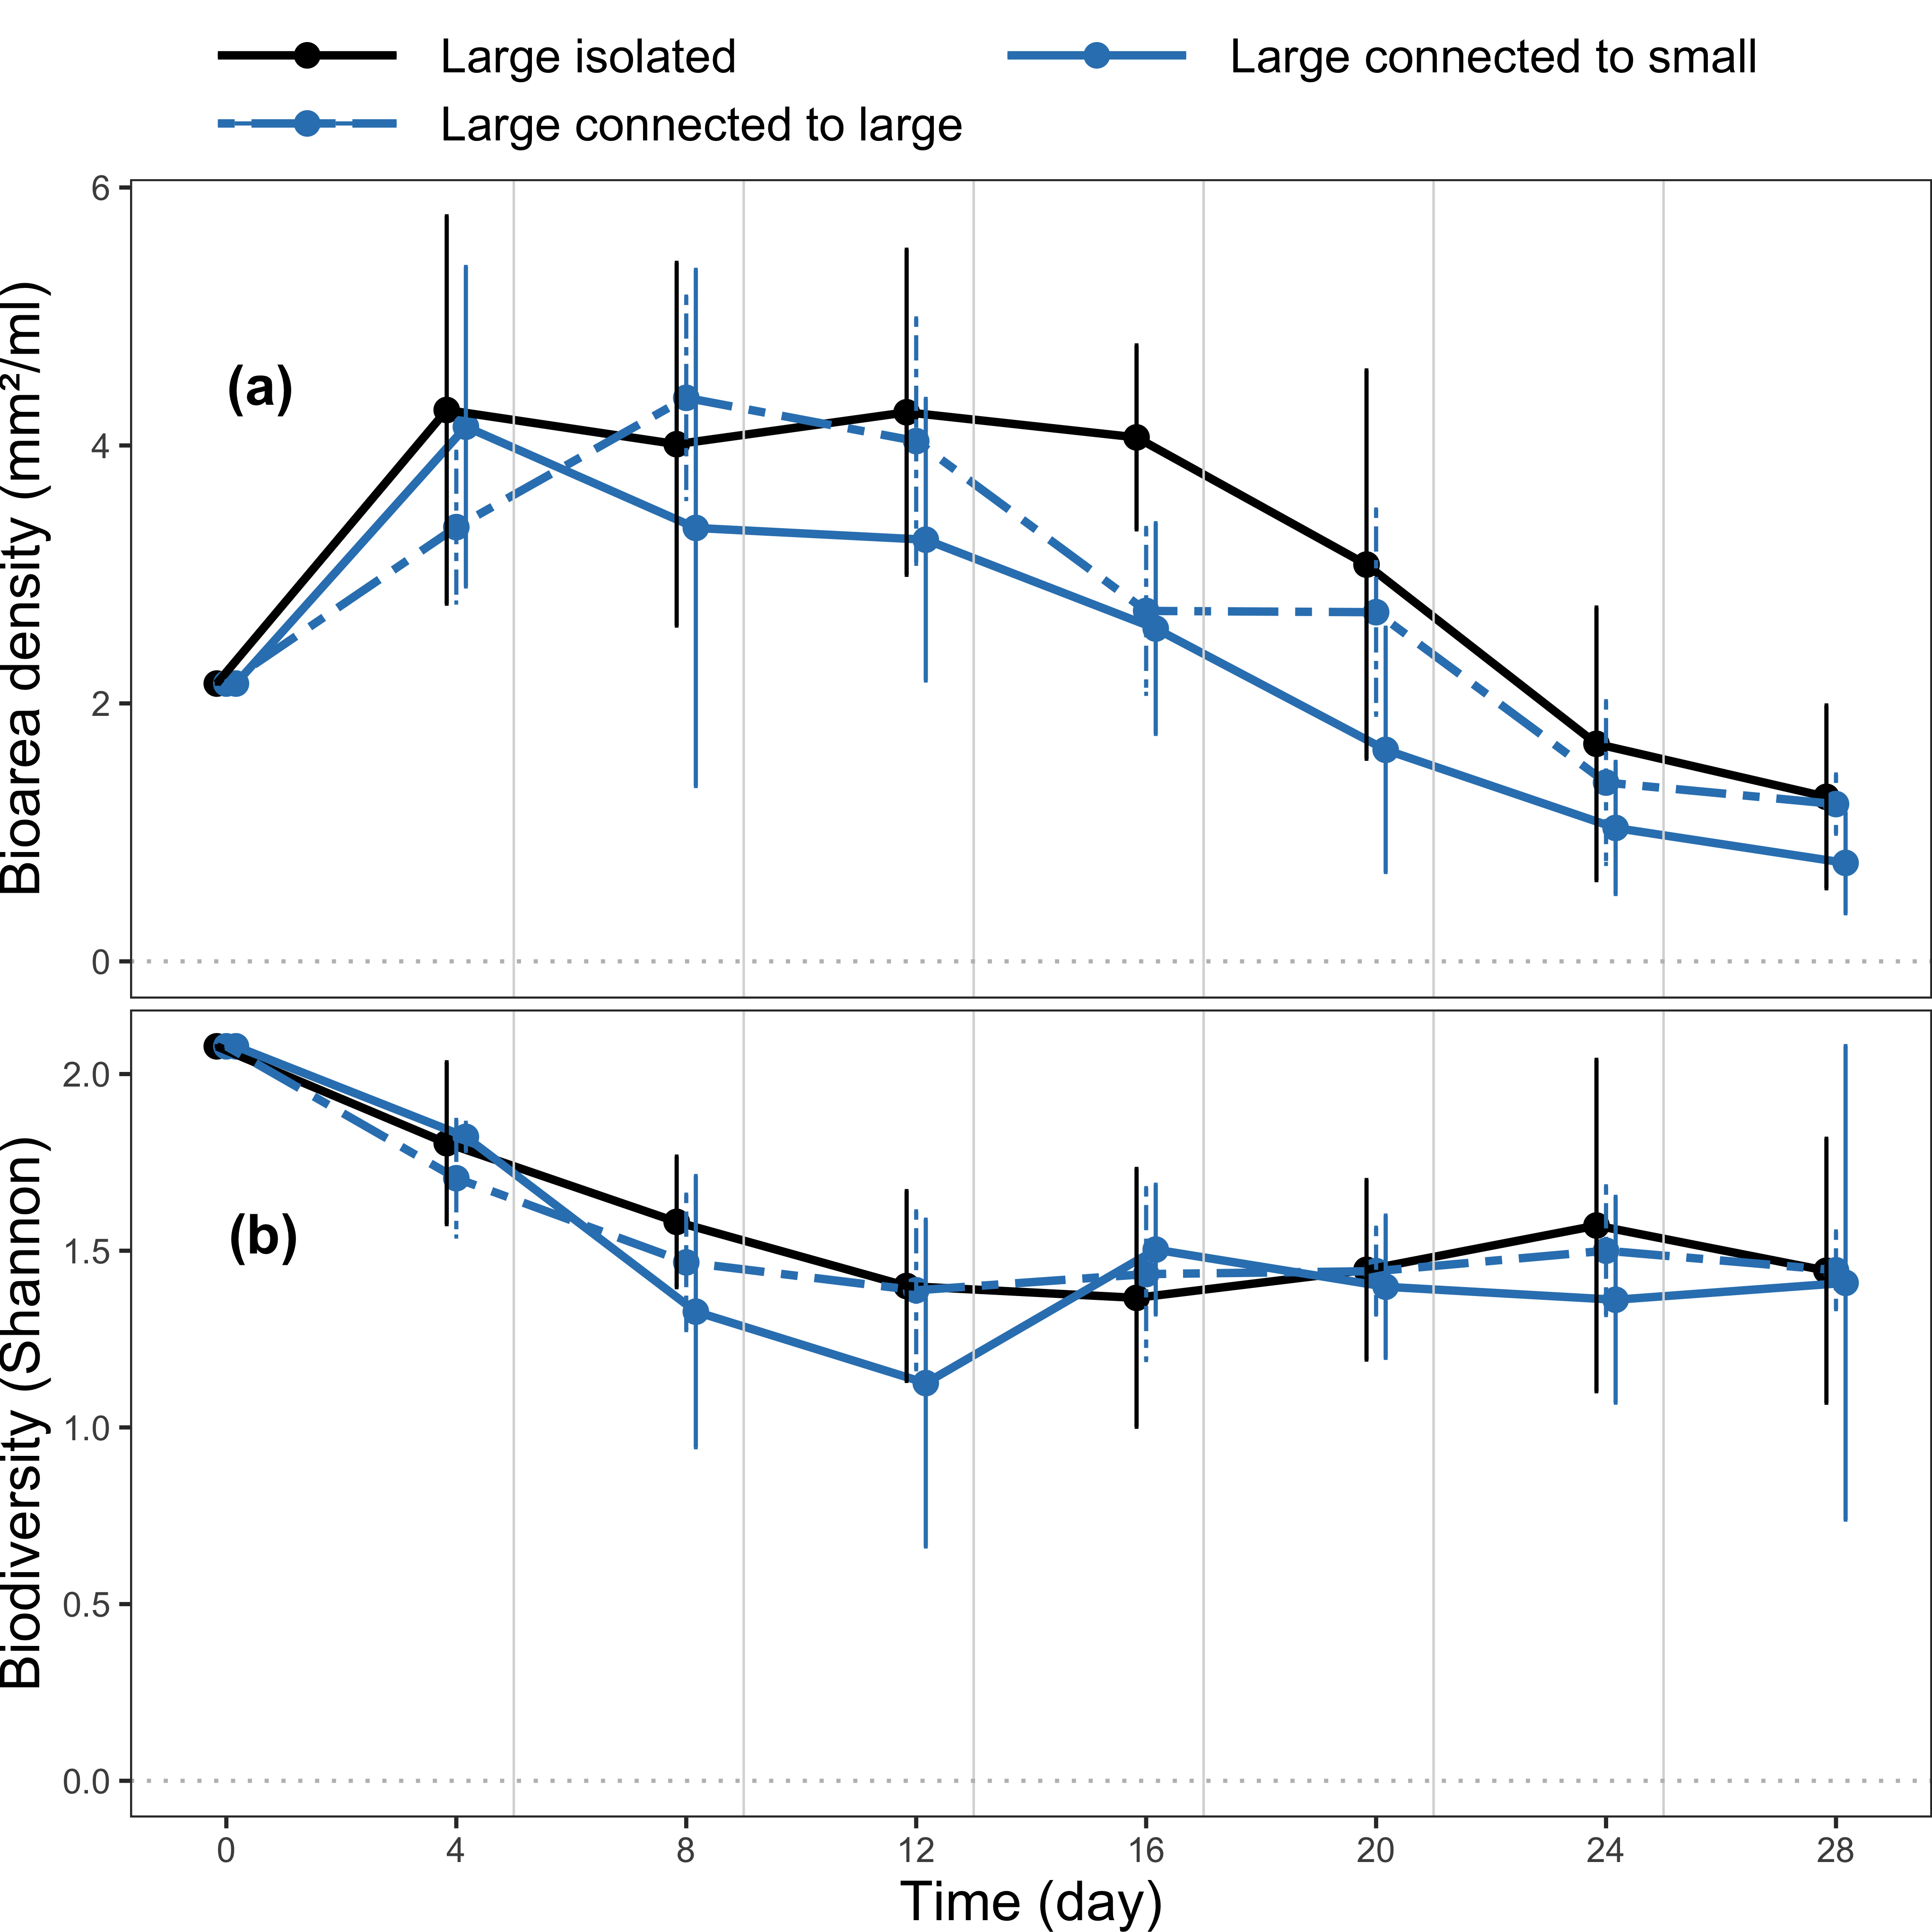 Large isolated
Large connected to small
Large connected to large
Bioarea density (mm²/ml)
6
4
2
0
(a)
Biodiversity (Shannon)
2.0
1.5
1.0
0.5
0.0
(b)
0 4 8 12 16 20 24 28
Time (day)